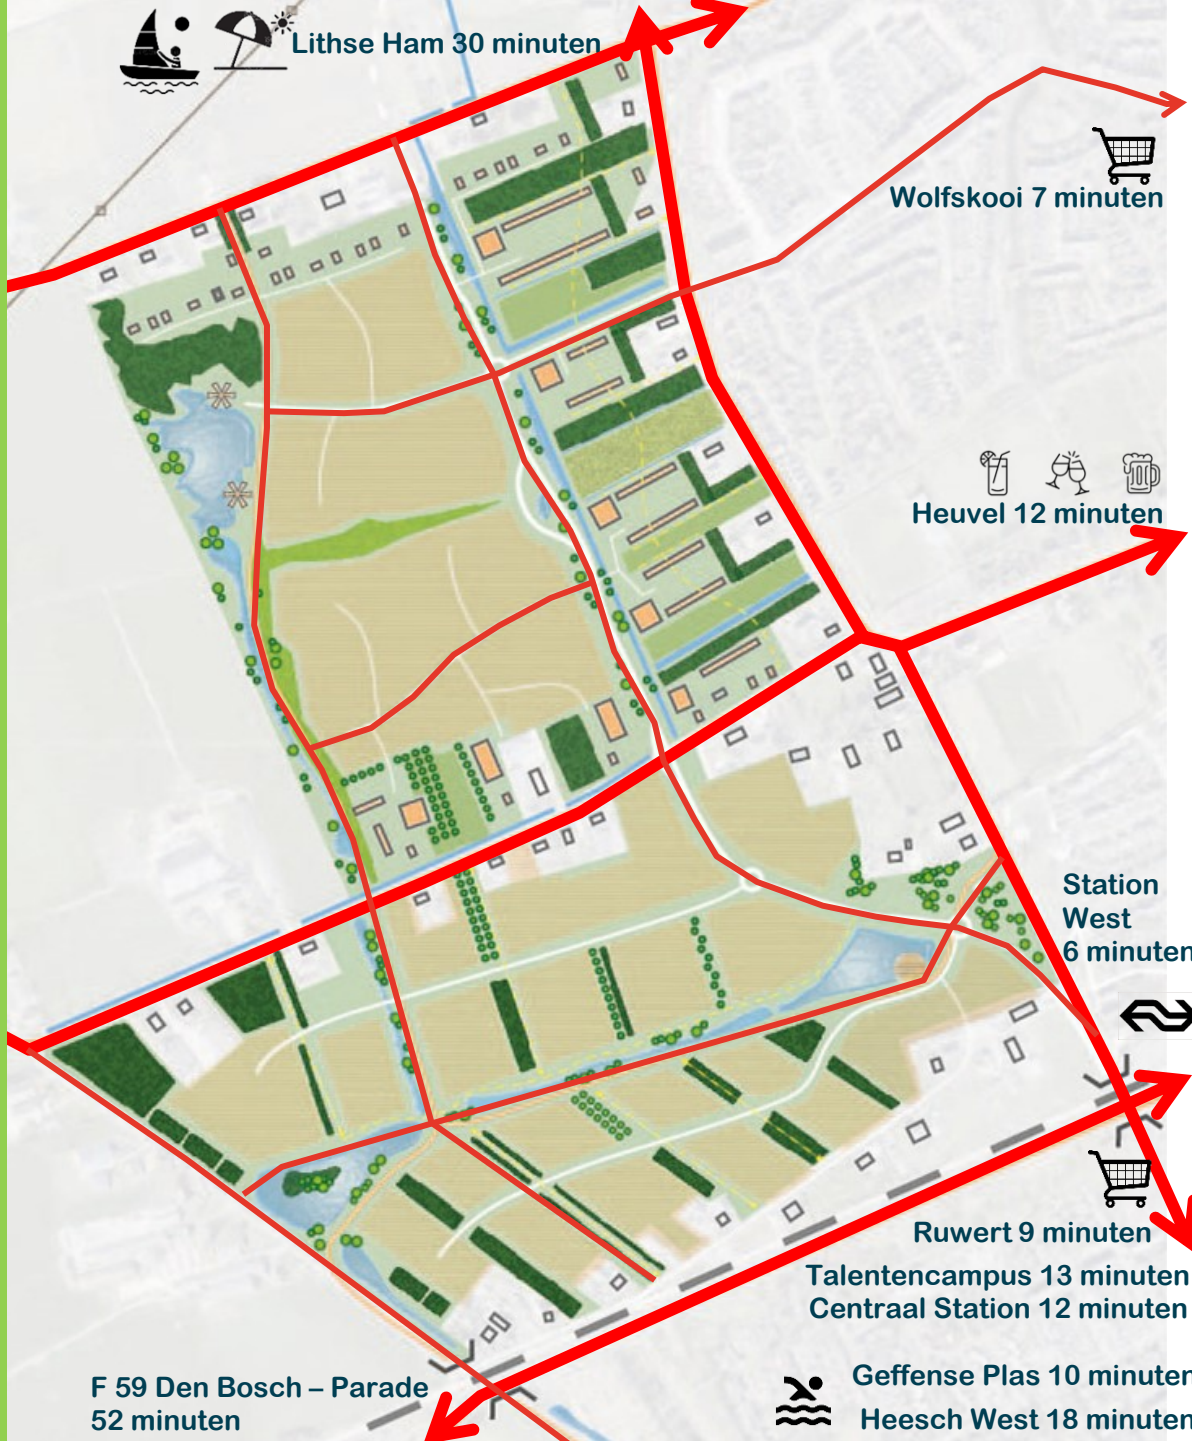 Lithse Ham 30 minuten
Wolfskooi 7 minuten
Heuvel 12 minuten
Station
West
6 minuten
Ruwert 9 minuten
Talentencampus 13 minuten
Centraal Station 12 minuten
F 59 Den Bosch – Parade
52 minuten
Geffense Plas 10 minuten
Heesch West 18 minuten